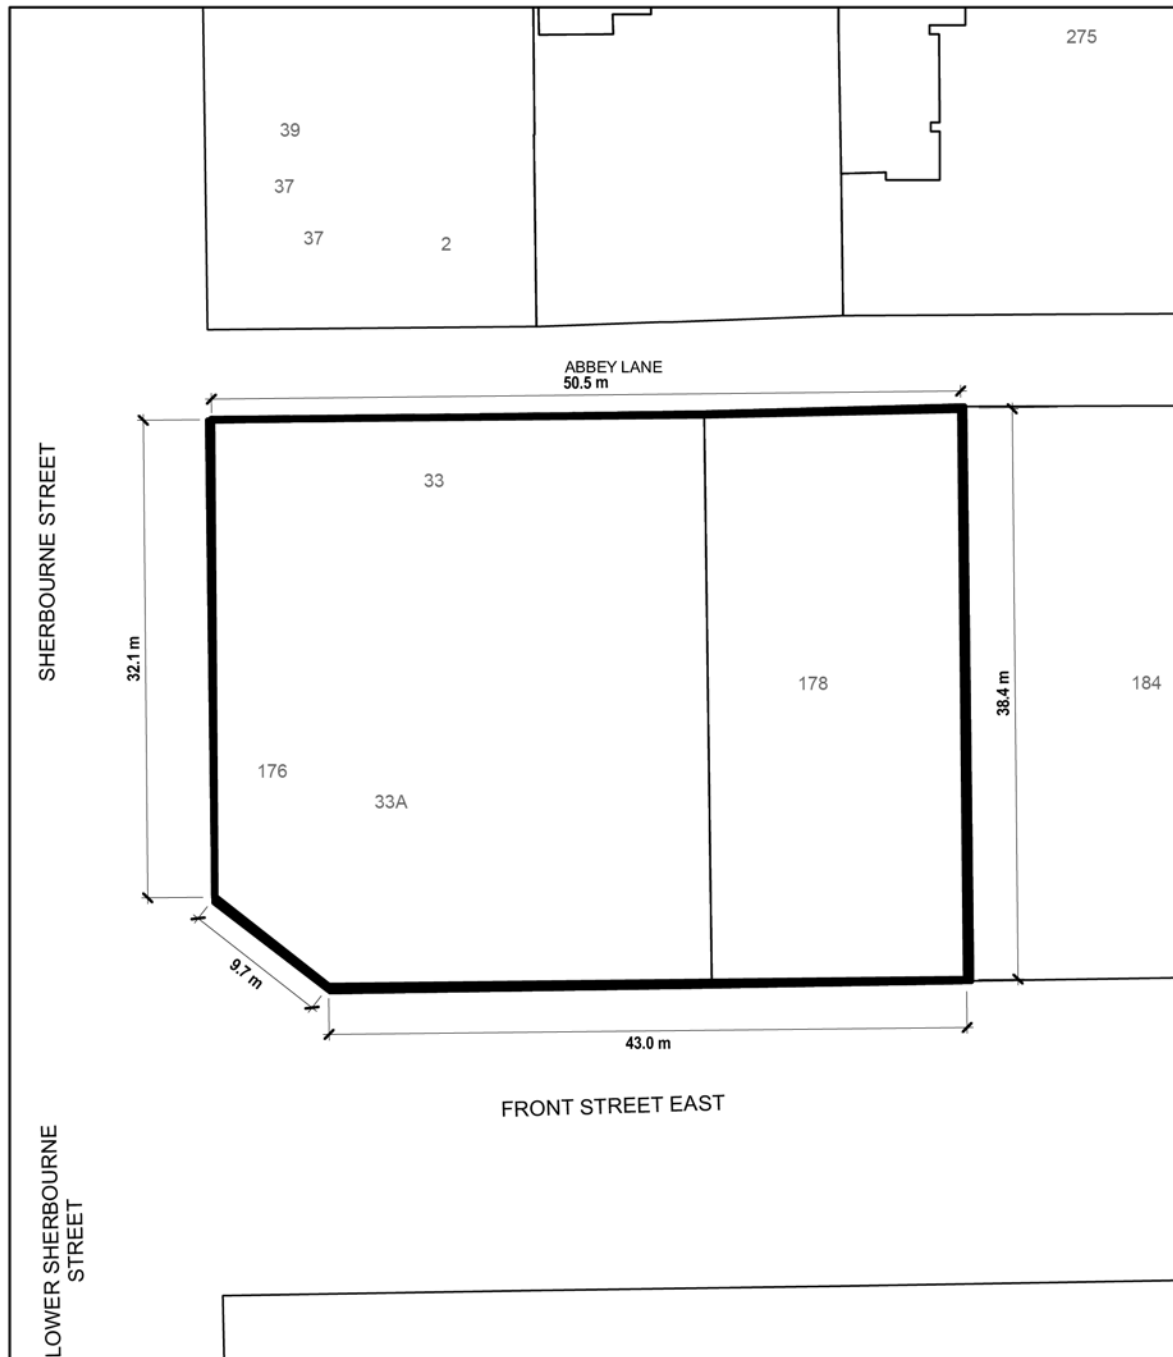 275
39
37
37
2
ABBEY LANE
50.5 m
SHERBOURNE STREET
33
32.1 m
178
38.4 m
184
176
33A
9.7 m
43.0 m
FRONT STREET EAST
LOWER SHERBOURNE
STREET